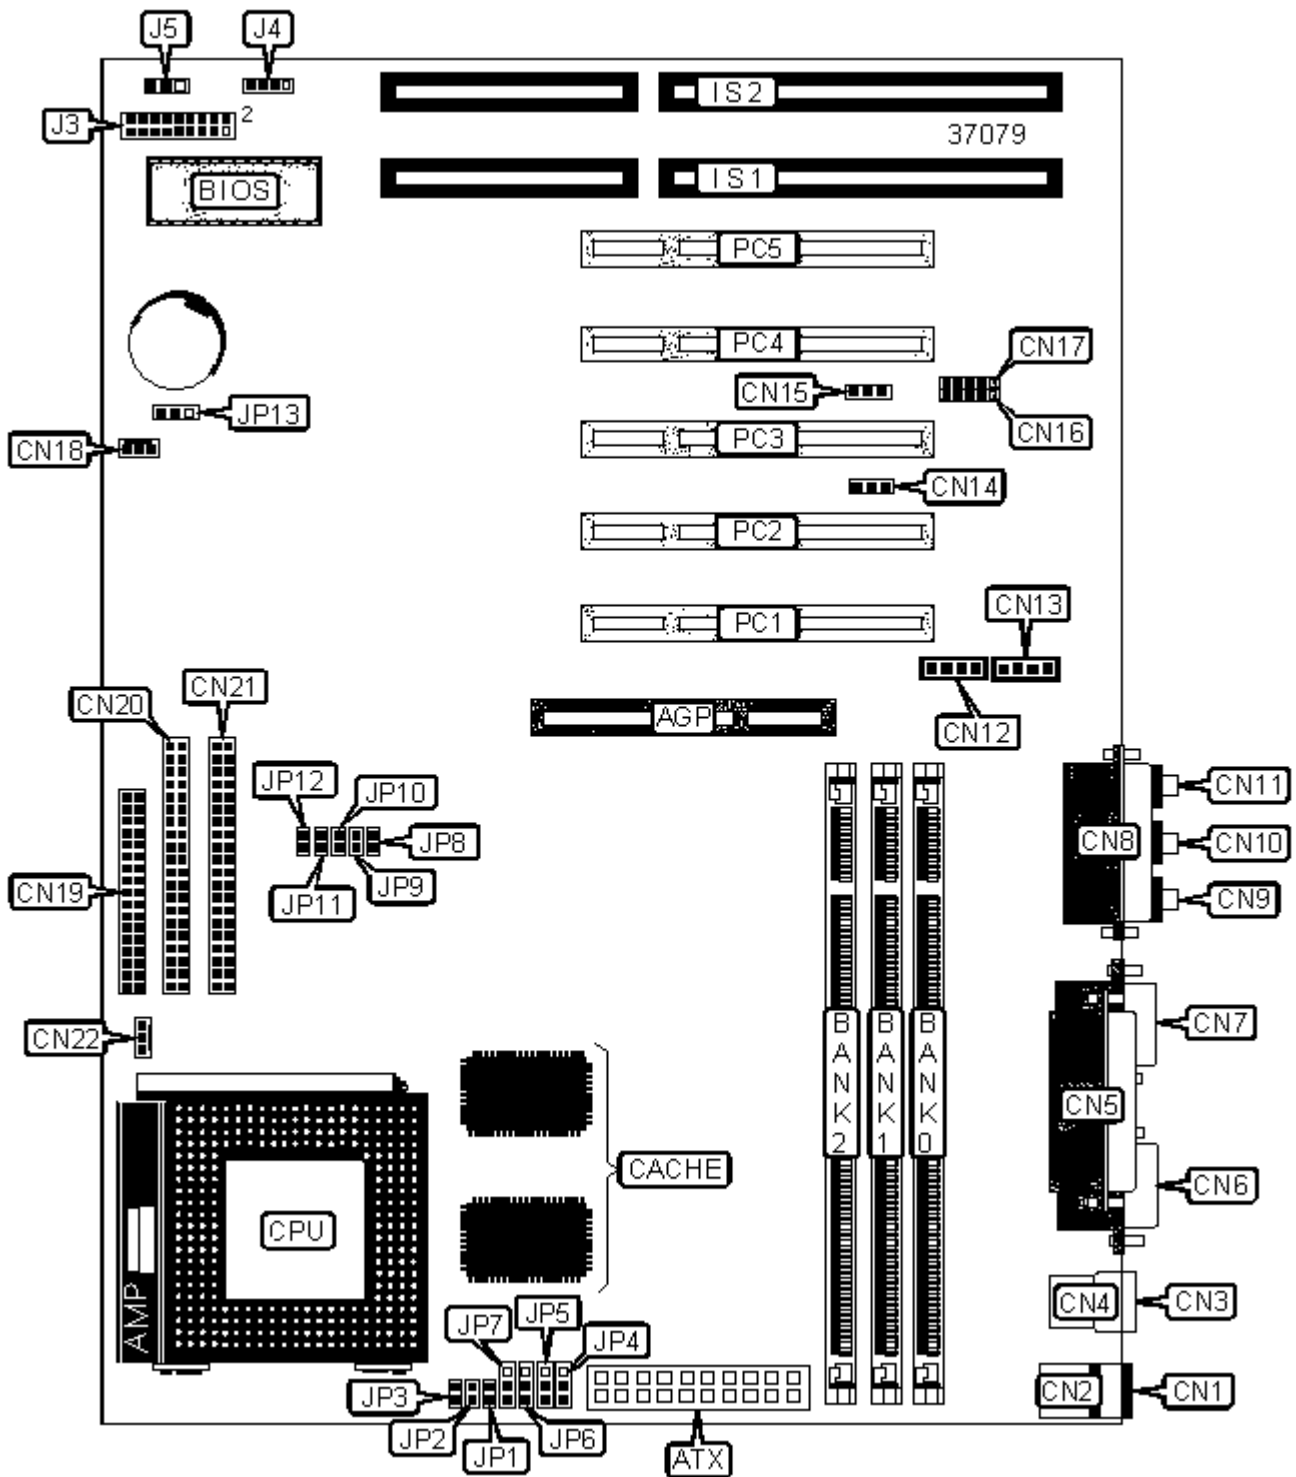 J5
J4
J3
2
IS2
37079
BIOS
IS1
PC5
PC4
CN17
CN15
JP13
CN16
CN18
PC3
CN14
PC2
CN13
PC1
CN21
CN20
AGP
CN12
JP12
JP10
CN11
JP8
CN8
CN10
CN19
JP9
JP11
CN9
CN22
BANK2
BANK1
BANK0
CN7
CN5
CACHE
CN6
CPU
AMP
CN4
CN3
JP5
JP7
JP4
JP3
CN2
CN1
JP2
JP1
JP6
ATX